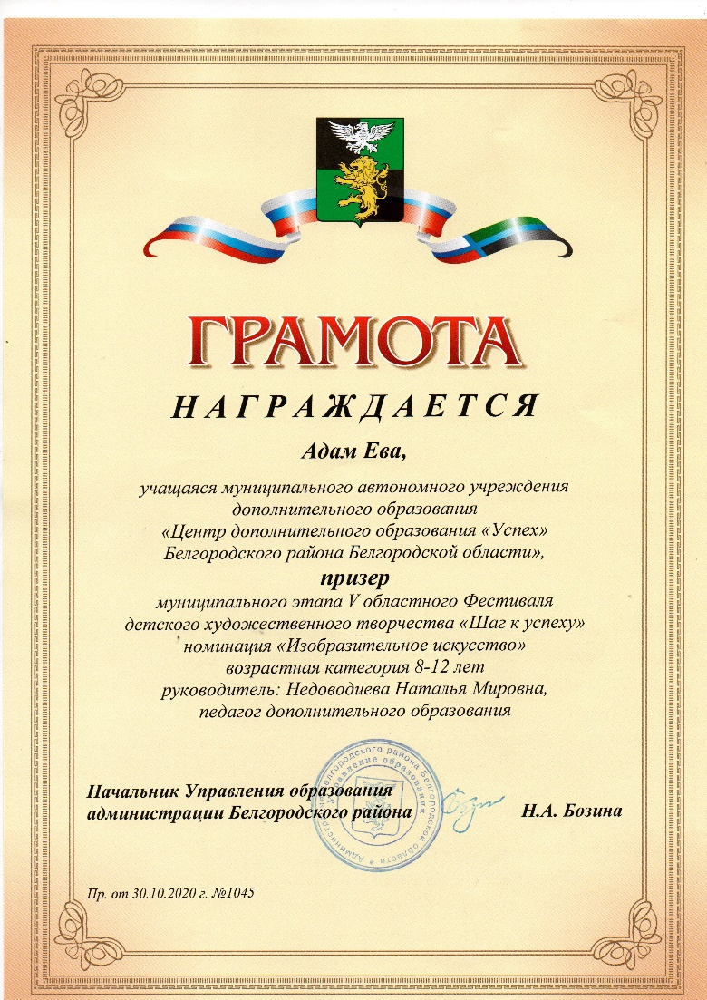 ГРАМОТА
НАГРАЖДАЕТСЯ
Адам Ева,
учащаяся муниципального автономного учреждения
дополнительного образования
«Центр дополнительного образования «Успех»
Белгородского района Белгородской области»,
призер
муниципального этапа V областного Фестиваля
детского художественного творчества «Шаг к успеху»
номинация «Изобразительное искусство»
возрастная категория 8-12 лет
руководитель: Недоводиева Наталья Мировна,
педагог дополнительного образования
Начальник Управления образования
администрации Белгородского района
Н.А. Бозина
Администрация Белгородского района Белгородской области *
Управление образования
Пр. от 30.10.2020 г. №1045